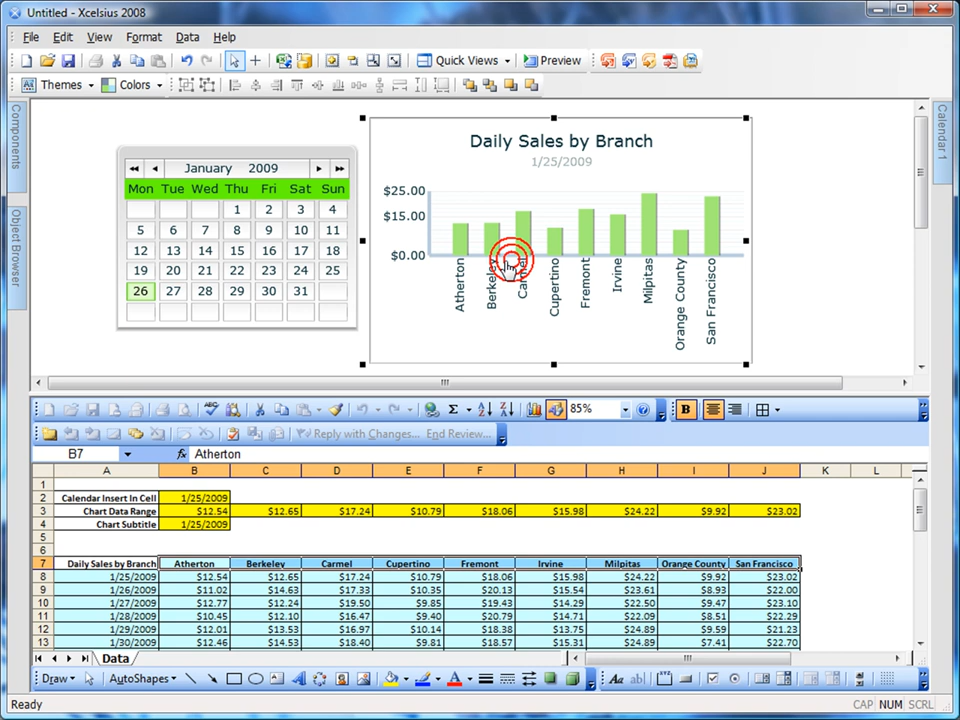 Untitled - Xcelsius 2008
File Edit View Format Data Help
Quick Views Preview
Themes Colors
Components
Object Browser
Calendar 1
January 2009
Mon Tue Wed Thu Fri Sat Sun
1 2 3 4
5 6 7 8 9 10 11
12 13 14 15 16 17 18
19 20 21 22 23 24 25
26 27 28 29 30 31
Daily Sales by Branch
1/25/2009
$25.00
$15.00
$0.00
Atherton Berkeley Carmel Cupertino Fremont Irvine Milpitas Orange County San Francisco
85%
Reply with Changes... End Review...
B7 fx Atherton
A B C D E F G H I J K L
1
2 Calendar Insert In Cell 1/25/2009
3 Chart Data Range $12.54 $12.65 $17.24 $10.79 $18.06 $15.98 $24.22 $9.92 $23.02
4 Chart Subtitle 1/25/2009
5
6
7 Daily Sales by Branch Atherton Berkeley Carmel Cupertino Fremont Irvine Milpitas Orange County San Francisco
8 1/25/2009 $12.54 $12.65 $17.24 $10.79 $18.06 $15.98 $24.22 $9.92 $23.02
9 1/26/2009 $11.02 $14.63 $17.33 $10.35 $20.13 $15.54 $23.61 $8.93 $22.00
10 1/27/2009 $12.77 $12.24 $19.50 $9.85 $19.43 $14.29 $22.50 $9.47 $23.10
11 1/28/2009 $10.45 $12.10 $16.47 $9.40 $20.79 $14.71 $22.09 $8.51 $22.29
12 1/29/2009 $12.01 $13.53 $16.97 $10.14 $18.38 $13.75 $24.89 $9.59 $21.23
13 1/30/2009 $12.46 $14.53 $18.40 $9.81 $18.57 $15.31 $24.89 $7.41 $22.70
Data
Draw AutoShapes
Ready CAP NUM SCRL